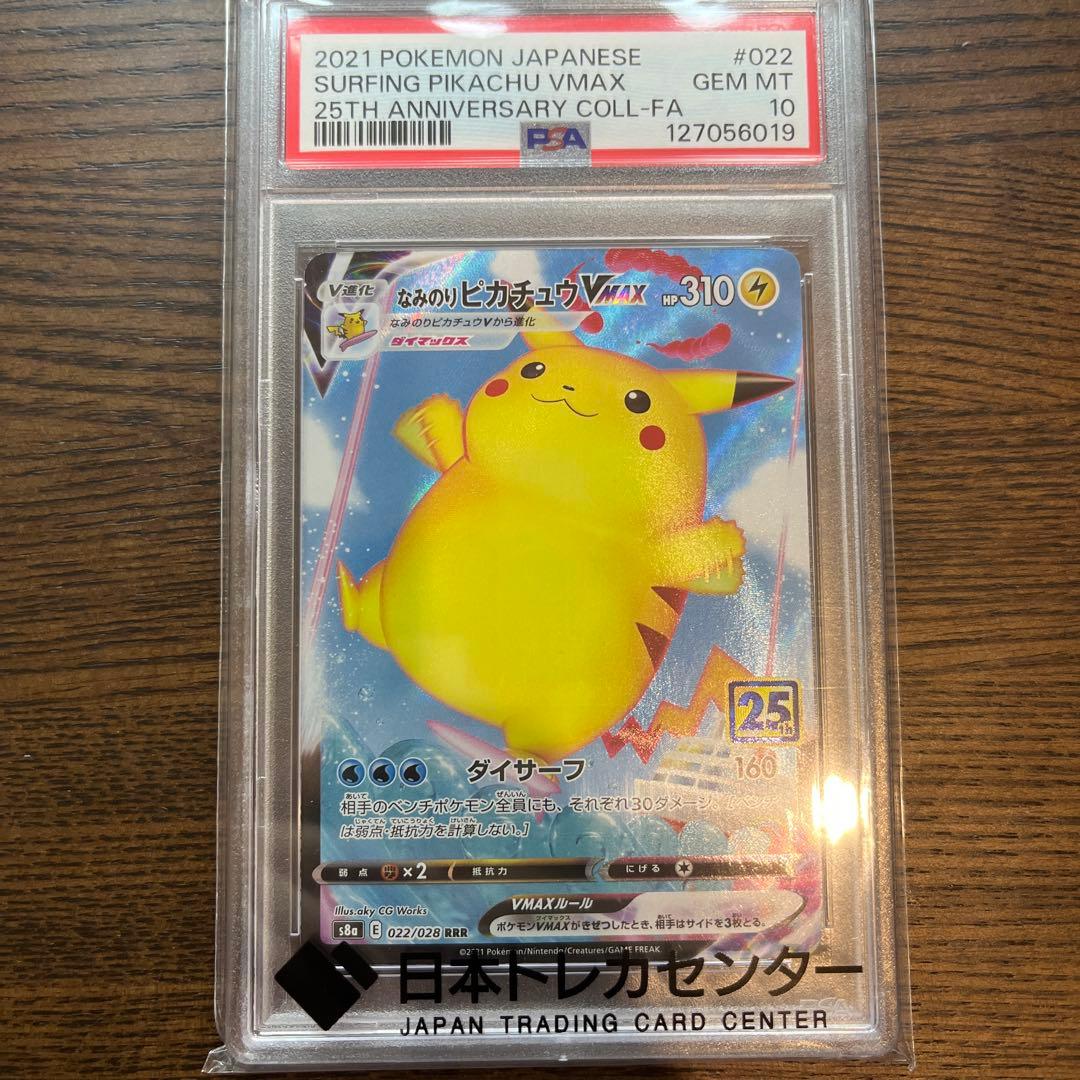 2021 POKEMON JAPANESE #022
SURFING PIKACHU VMAX GEM MT
25TH ANNIVERSARY COLL-FA 10
PSA 127056019
V進化 なみのりピカチュウVMAX HP310
なみのりピカチュウVから進化
ダイマックス
25
ダイサーフ 160
相手のベンチポケモン全員にも、それぞれ30ダメージ。
は弱点・抵抗力を計算しない。]
弱点 ×2 抵抗力 にげる
VMAXルール
ポケモンVMAXがきぜつしたとき、相手はサイドを3枚とる。
Illus.aky CG Works
s8a E 022/028 RRR
©2021 Pokémon/Nintendo/Creatures/GAME FREAK.
日本トレカセンター
JAPAN TRADING CARD CENTER